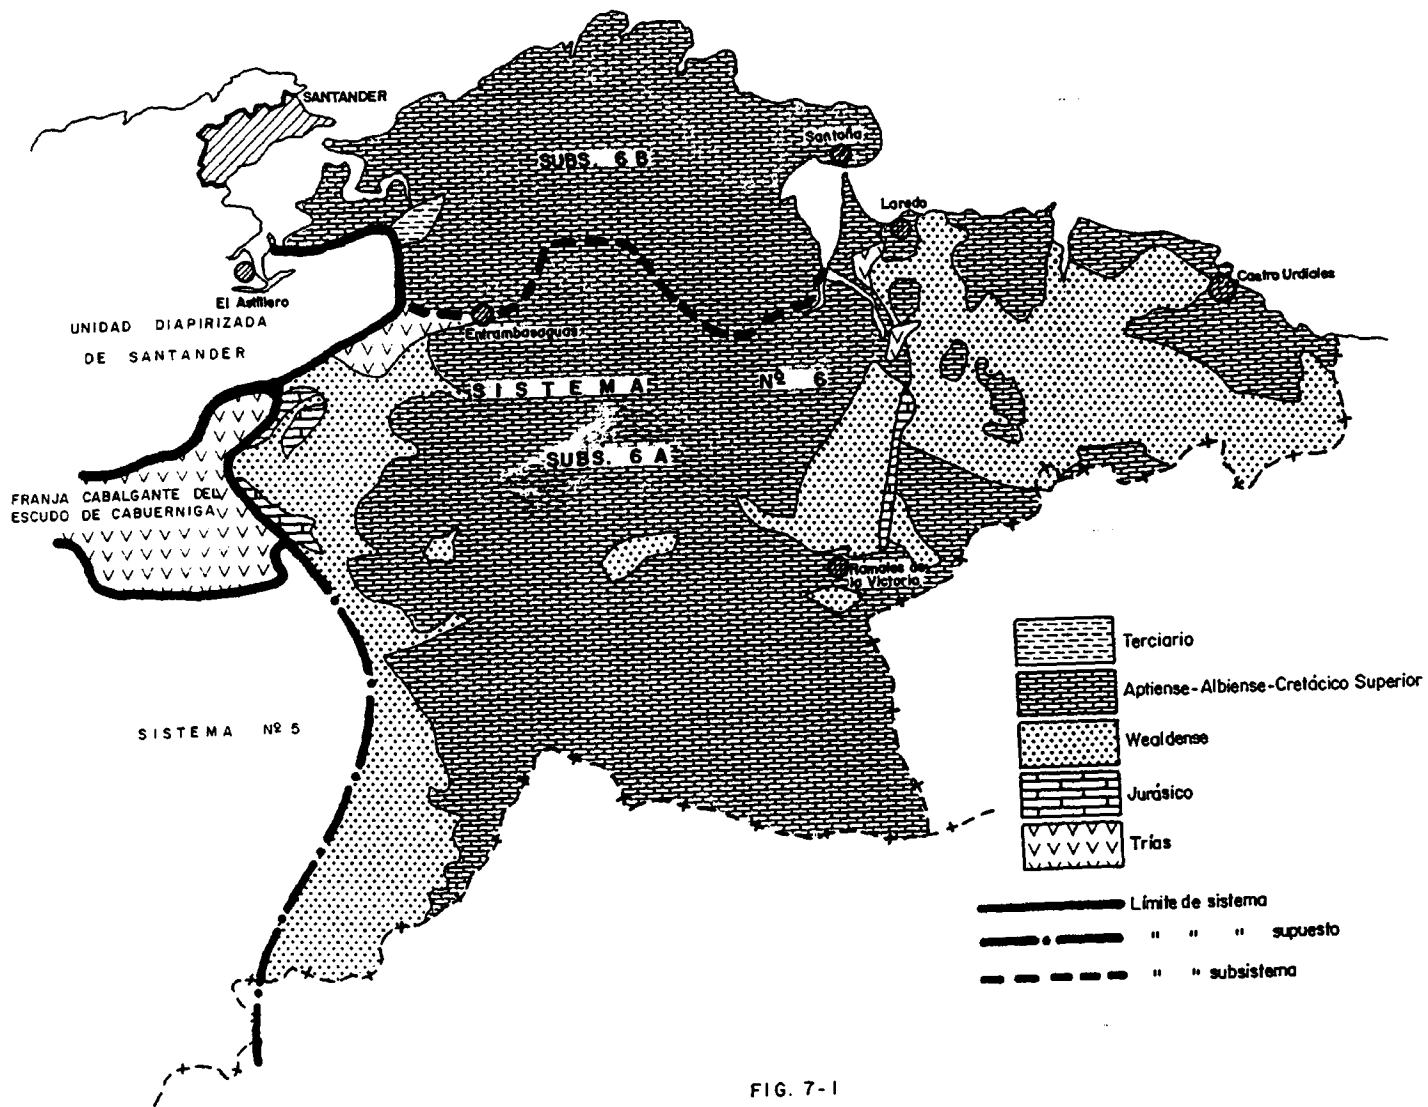 SANTANDER
SUBS. 6 B
Santoña
Laredo
Castro Urdiales
El Astillero
UNIDAD DIAPIRIZADA
DE SANTANDER
Entrambasaguas
SISTEMA Nº 6
SUBS. 6 A
FRANJA CABALGANTE DEL
ESCUDO DE CABUERNIGA
Ramales de
la Victoria
SISTEMA Nº 5
Terciario
Aptiense-Albiense-Cretácico Superior
Wealdense
Jurásico
Trías
Límite de sistema
" " " supuesto
" " subsistema
FIG. 7-1